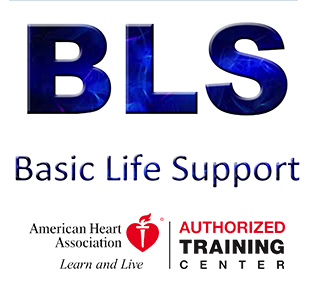 BLS
Basic Life Support
American Heart
Association
Learn and Live
AUTHORIZED
TRAINING
CENTER